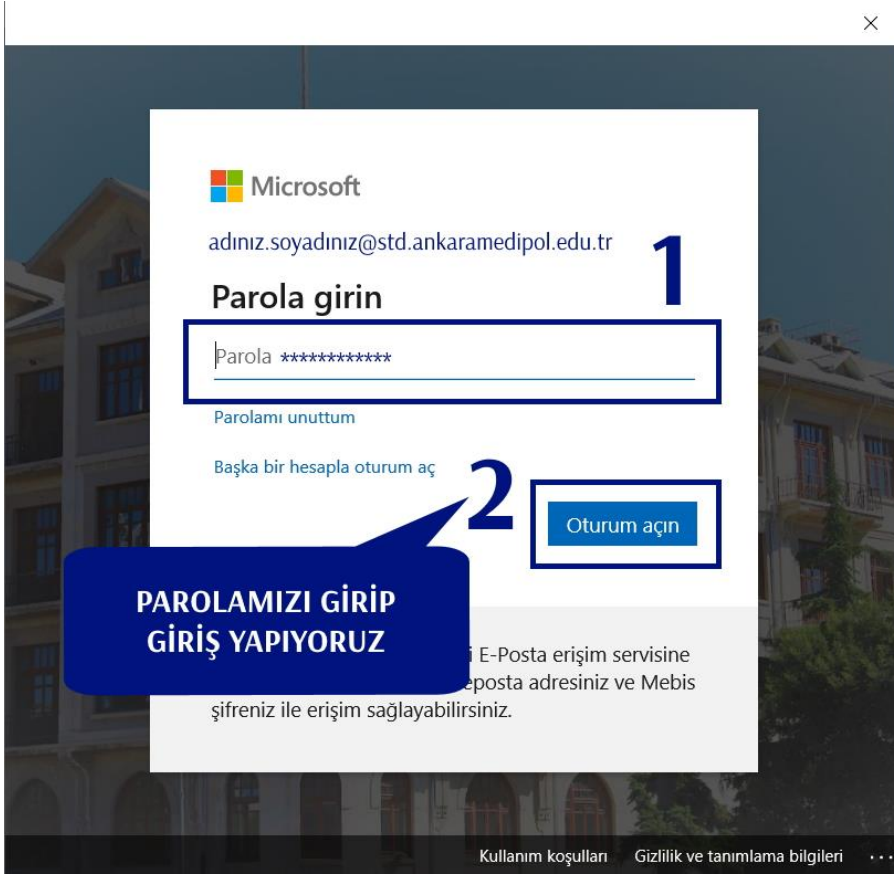 Microsoft
adınız.soyadınız@std.ankaramedipol.edu.tr
1
Parola girin
Parola ************
Parolamı unuttum
Başka bir hesapla oturum aç
2
Oturum açın
PAROLAMIZI GİRİP
GİRİŞ YAPIYORUZ
E-Posta erişim servisine
eposta adresiniz ve Mebis
şifreniz ile erişim sağlayabilirsiniz.
Kullanım koşulları Gizlilik ve tanımlama bilgileri ...